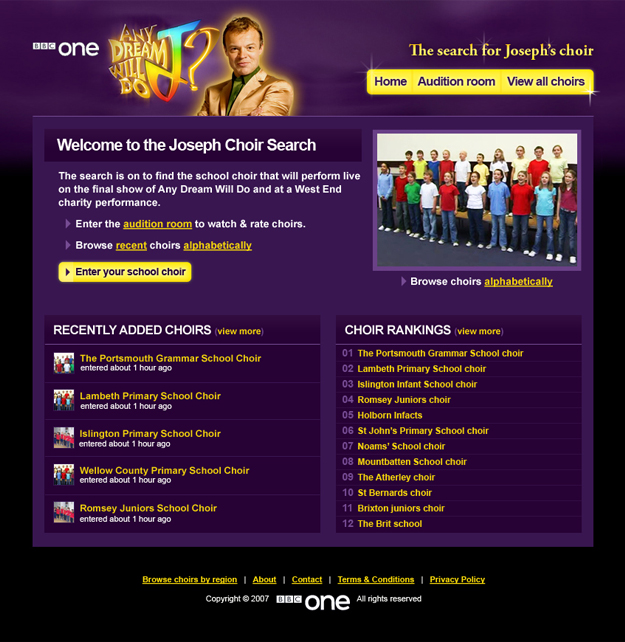 BBC one
ANY DREAM WILL DO
J?
The search for Joseph's choir
Home Audition room View all choirs
Welcome to the Joseph Choir Search
The search is on to find the school choir that will perform live
on the final show of Any Dream Will Do and at a West End
charity performance.
Enter the audition room to watch & rate choirs.
Browse recent choirs alphabetically
Enter your school choir
Browse choirs alphabetically
RECENTLY ADDED CHOIRS (view more)
The Portsmouth Grammar School Choir
entered about 1 hour ago
Lambeth Primary School Choir
entered about 1 hour ago
Islington Primary School Choir
entered about 1 hour ago
Wellow County Primary School Choir
entered about 1 hour ago
Romsey Juniors School Choir
entered about 1 hour ago
CHOIR RANKINGS (view more)
01 The Portsmouth Grammar School choir
02 Lambeth Primary School choir
03 Islington Infant School choir
04 Romsey Juniors choir
05 Holborn Infacts
06 St John's Primary School choir
07 Noams' School choir
08 Mountbatten School choir
09 The Atherley choir
10 St Bernards choir
11 Brixton juniors choir
12 The Brit school
Browse choirs by region | About | Contact | Terms & Conditions | Privacy Policy
Copyright © 2007 BBC one All rights reserved